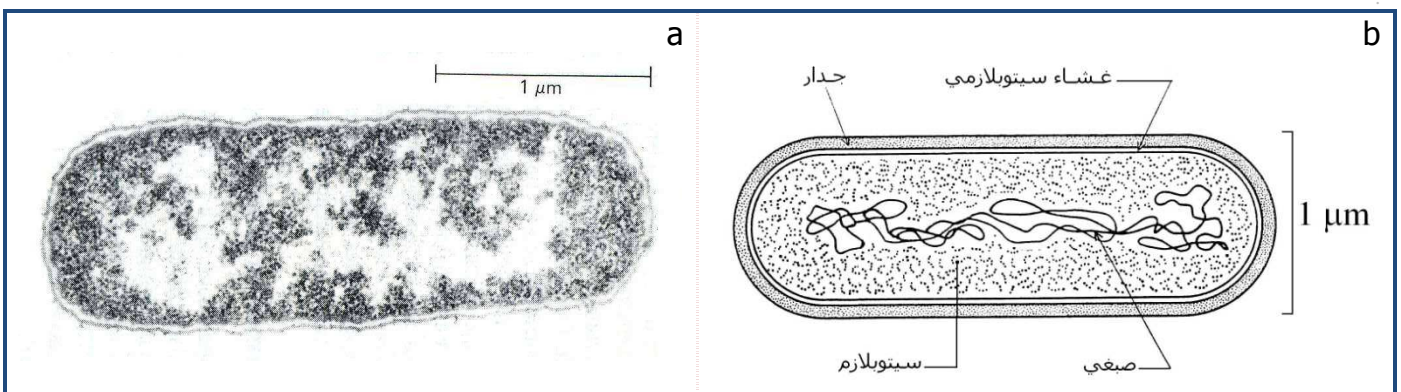 a
1 μm
b
جدار
غشاء سيتوبلازمي
1 μm
سيتوبلازم
صبغي